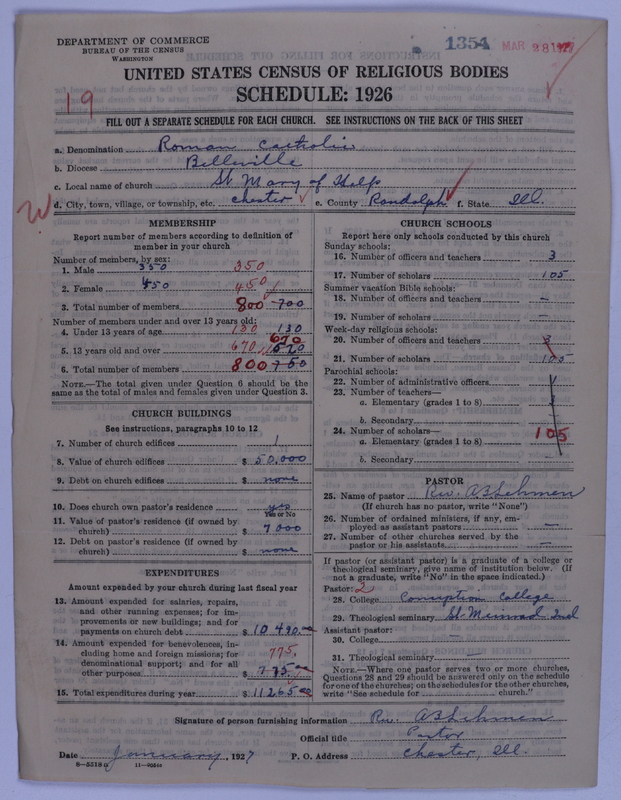 DEPARTMENT OF COMMERCE
BUREAU OF THE CENSUS
WASHINGTON
1354 MAR 28 1927
UNITED STATES CENSUS OF RELIGIOUS BODIES
SCHEDULE: 1926
19
FILL OUT A SEPARATE SCHEDULE FOR EACH CHURCH. SEE INSTRUCTIONS ON THE BACK OF THIS SHEET
a. Denomination Roman Catholic
b. Diocese Belleville
c. Local name of church St Mary of Help
d. City, town, village, or township, etc. Chester e. County Randolph f. State Ill.
MEMBERSHIP
Report number of members according to definition of
member in your church
Number of members, by sex:
1. Male 350 350
2. Female 450 450
3. Total number of members 800 700
Number of members under and over 13 years old:
4. Under 13 years of age 130 130
5. 13 years old and over 670 670 520
6. Total number of members 800 750
NOTE.—The total given under Question 6 should be the
same as the total of males and females given under Question 3.
CHURCH BUILDINGS
See instructions, paragraphs 10 to 12
7. Number of church edifices 1
8. Value of church edifices $ 50,000
9. Debt on church edifices $ none
10. Does church own pastor's residence yes
Yes or No
11. Value of pastor's residence (if owned by
church) $ 7000
12. Debt on pastor's residence (if owned by
church) $ none
EXPENDITURES
Amount expended by your church during last fiscal year
13. Amount expended for salaries, repairs,
and other running expenses; for im-
provements or new buildings; and for
payments on church debt $ 10490.00
14. Amount expended for benevolences, in-
cluding home and foreign missions; for
denominational support; and for all
other purposes $ 775. 775.00
15. Total expenditures during year $ 11265.00
CHURCH SCHOOLS
Report here only schools conducted by this church
Sunday schools:
16. Number of officers and teachers 3
17. Number of scholars 105
Summer vacation Bible schools:
18. Number of officers and teachers —
19. Number of scholars —
Week-day religious schools:
20. Number of officers and teachers 3
21. Number of scholars 105
Parochial schools:
22. Number of administrative officers
23. Number of teachers—
a. Elementary (grades 1 to 8)
b. Secondary
24. Number of scholars—
a. Elementary (grades 1 to 8) 105
b. Secondary
PASTOR
25. Name of pastor Rev. A B Lehmen
(If church has no pastor, write "None")
26. Number of ordained ministers, if any, em-
ployed as assistant pastors —
27. Number of other churches served by the
pastor or his assistants —
If pastor (or assistant pastor) is a graduate of a college or
theological seminary, give name of institution below. (If
not a graduate, write "No" in the space indicated.)
Pastor: 2
28. College Conception College
29. Theological seminary St. Meinrad Ind
Assistant pastor:
30. College —
31. Theological seminary —
NOTE.—Where one pastor serves two or more churches,
Questions 28 and 29 should be answered only on the schedule
for one of the churches; on the schedules for the other churches,
write "See schedule for church."
Signature of person furnishing information Rev. A B Lehmen
Official title Pastor
Date January, 1927 P. O. Address Chester, Ill.
8—5318a 11—9